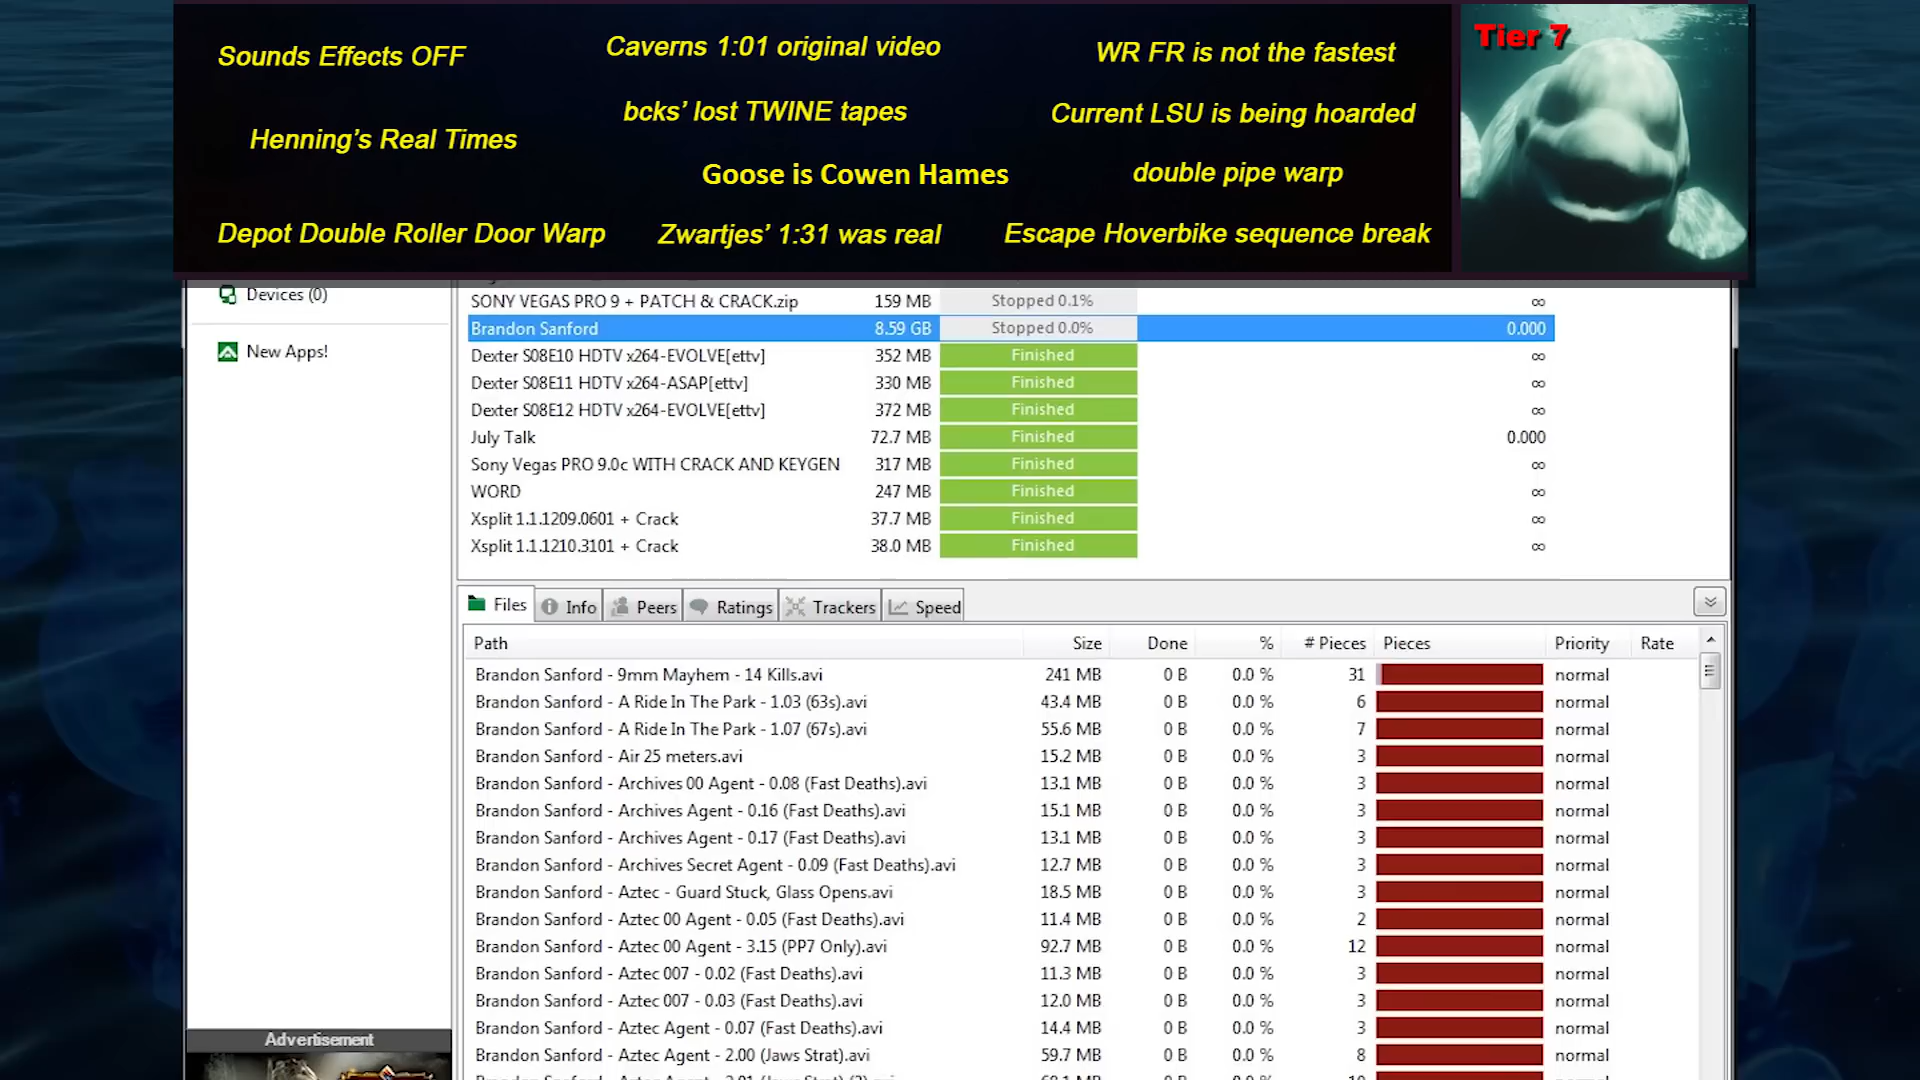 Sounds Effects OFF
Caverns 1:01 original video
WR FR is not the fastest
Tier 7
bcks’ lost TWINE tapes
Current LSU is being hoarded
Henning’s Real Times
Goose is Cowen Hames
double pipe warp
Depot Double Roller Door Warp
Zwartjes’ 1:31 was real
Escape Hoverbike sequence break
Devices (0)
New Apps!
SONY VEGAS PRO 9 + PATCH & CRACK.zip 159 MB Stopped 0.1% ∞
Brandon Sanford 8.59 GB Stopped 0.0% 0.000
Dexter S08E10 HDTV x264-EVOLVE[ettv] 352 MB Finished ∞
Dexter S08E11 HDTV x264-ASAP[ettv] 330 MB Finished ∞
Dexter S08E12 HDTV x264-EVOLVE[ettv] 372 MB Finished ∞
July Talk 72.7 MB Finished 0.000
Sony Vegas PRO 9.0c WITH CRACK AND KEYGEN 317 MB Finished ∞
WORD 247 MB Finished ∞
Xsplit 1.1.1209.0601 + Crack 37.7 MB Finished ∞
Xsplit 1.1.1210.3101 + Crack 38.0 MB Finished ∞
Files Info Peers Ratings Trackers Speed
Path Size Done % # Pieces Pieces Priority Rate
Brandon Sanford - 9mm Mayhem - 14 Kills.avi 241 MB 0 B 0.0 % 31 normal
Brandon Sanford - A Ride In The Park - 1.03 (63s).avi 43.4 MB 0 B 0.0 % 6 normal
Brandon Sanford - A Ride In The Park - 1.07 (67s).avi 55.6 MB 0 B 0.0 % 7 normal
Brandon Sanford - Air 25 meters.avi 15.2 MB 0 B 0.0 % 3 normal
Brandon Sanford - Archives 00 Agent - 0.08 (Fast Deaths).avi 13.1 MB 0 B 0.0 % 3 normal
Brandon Sanford - Archives Agent - 0.16 (Fast Deaths).avi 15.1 MB 0 B 0.0 % 3 normal
Brandon Sanford - Archives Agent - 0.17 (Fast Deaths).avi 13.1 MB 0 B 0.0 % 3 normal
Brandon Sanford - Archives Secret Agent - 0.09 (Fast Deaths).avi 12.7 MB 0 B 0.0 % 3 normal
Brandon Sanford - Aztec - Guard Stuck, Glass Opens.avi 18.5 MB 0 B 0.0 % 3 normal
Brandon Sanford - Aztec 00 Agent - 0.05 (Fast Deaths).avi 11.4 MB 0 B 0.0 % 2 normal
Brandon Sanford - Aztec 00 Agent - 3.15 (PP7 Only).avi 92.7 MB 0 B 0.0 % 12 normal
Brandon Sanford - Aztec 007 - 0.02 (Fast Deaths).avi 11.3 MB 0 B 0.0 % 3 normal
Brandon Sanford - Aztec 007 - 0.03 (Fast Deaths).avi 12.0 MB 0 B 0.0 % 3 normal
Brandon Sanford - Aztec Agent - 0.07 (Fast Deaths).avi 14.4 MB 0 B 0.0 % 3 normal
Brandon Sanford - Aztec Agent - 2.00 (Jaws Strat).avi 59.7 MB 0 B 0.0 % 8 normal
Advertisement